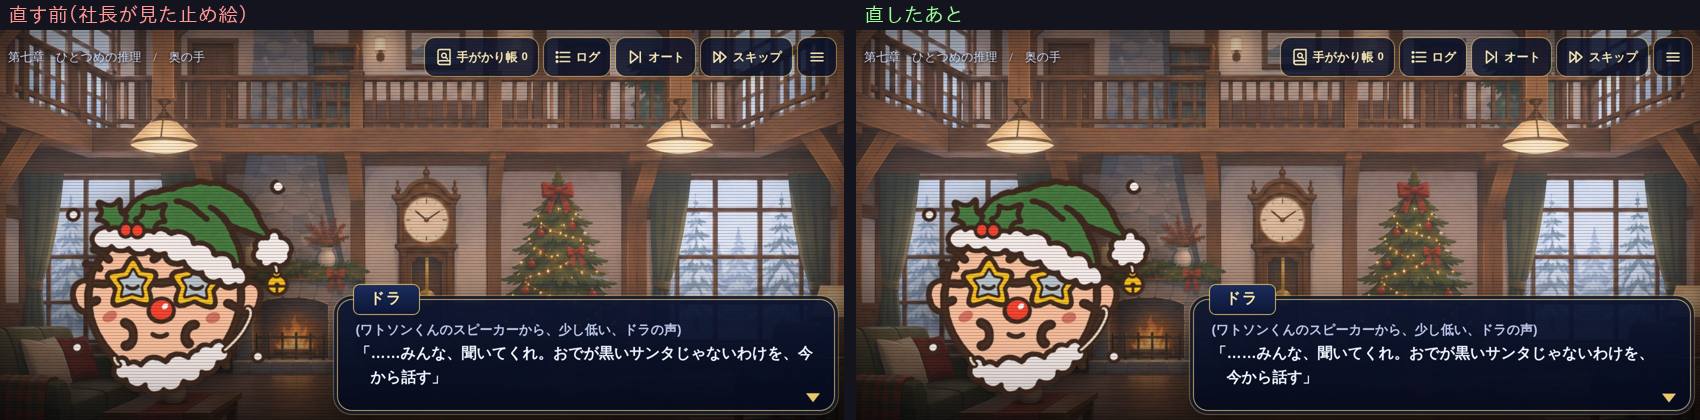 直す前(社長が見た止め絵)
第七章 ひとつめの推理 / 奥の手
手がかり帳 0
ログ
オート
スキップ
ドラ
(ワトソンくんのスピーカーから、少し低い、ドラの声)
「……みんな、聞いてくれ。おでが黒いサンタじゃないわけを、今
から話す」
直したあと
第七章 ひとつめの推理 / 奥の手
手がかり帳 0
ログ
オート
スキップ
ドラ
(ワトソンくんのスピーカーから、少し低い、ドラの声)
「……みんな、聞いてくれ。おでが黒いサンタじゃないわけを、
今から話す」